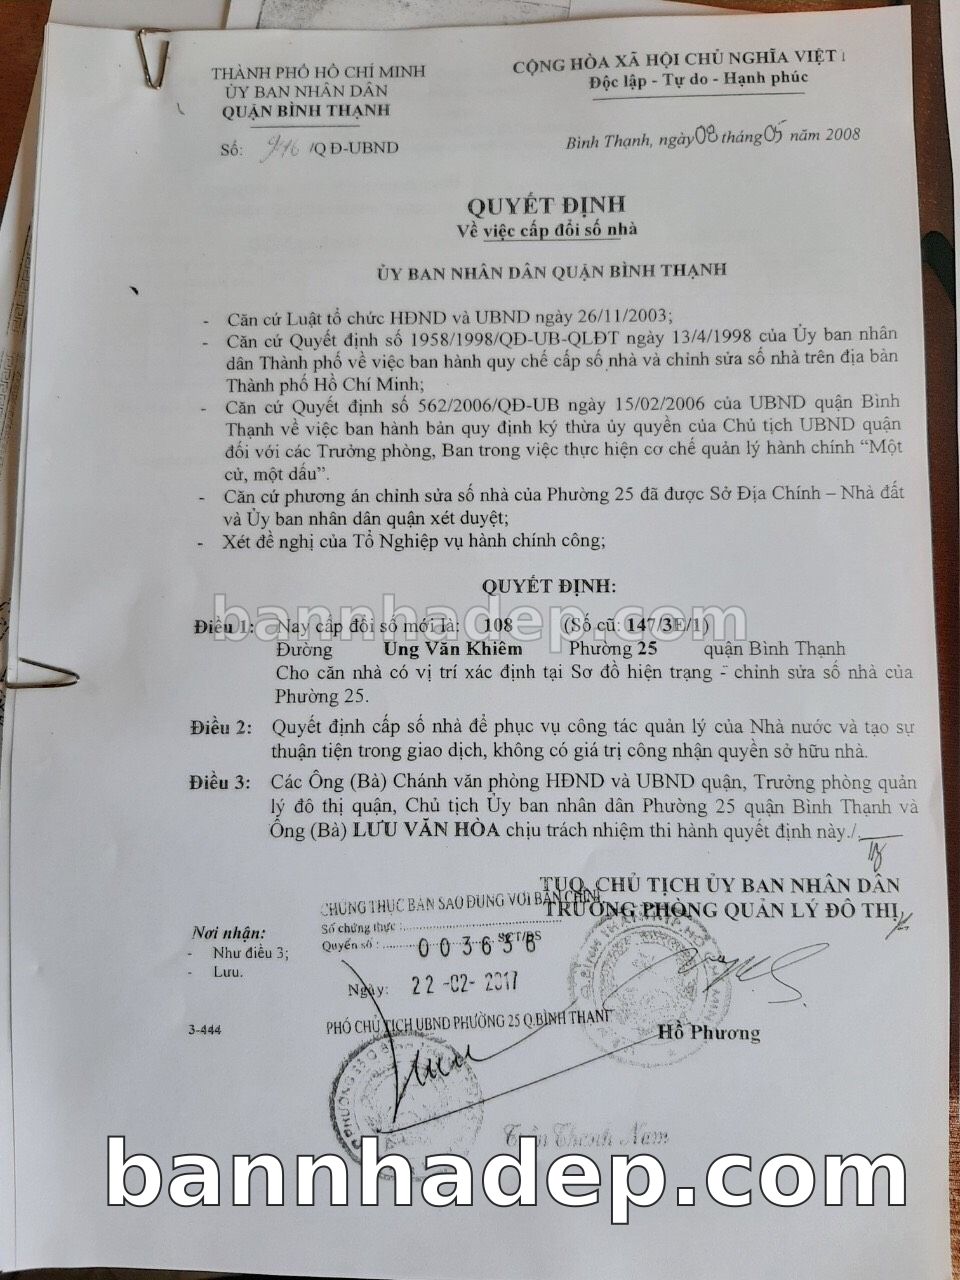 THÀNH PHỐ HỒ CHÍ MINH
ỦY BAN NHÂN DÂN
QUẬN BÌNH THẠNH
Số: /QĐ-UBND
CỘNG HÒA XÃ HỘI CHỦ NGHĨA VIỆT
Độc lập - Tự do - Hạnh phúc
Bình Thạnh, ngày 08 tháng 05 năm 2008
QUYẾT ĐỊNH
Về việc cấp đổi số nhà
ỦY BAN NHÂN DÂN QUẬN BÌNH THẠNH
- Căn cứ Luật tổ chức HĐND và UBND ngày 26/11/2003;
- Căn cứ Quyết định số 1958/1998/QĐ-UB-QLĐT ngày 13/4/1998 của Ủy ban nhân
dân Thành phố về việc ban hành quy chế cấp số nhà và chỉnh sửa số nhà trên địa bàn
Thành phố Hồ Chí Minh;
- Căn cứ Quyết định số 562/2006/QĐ-UB ngày 15/02/2006 của UBND quận Bình
Thạnh về việc ban hành bản quy định ký thừa ủy quyền của Chủ tịch UBND quận
đối với các Trưởng phòng, Ban trong việc thực hiện cơ chế quản lý hành chính “Một
cử, một dấu”.
- Căn cứ phương án chỉnh sửa số nhà của Phường 25 đã được Sở Địa Chính – Nhà đất
và Ủy ban nhân dân quận xét duyệt;
- Xét đề nghị của Tổ Nghiệp vụ hành chính công;
QUYẾT ĐỊNH:
bannhadep.com
Điều 1: Nay cấp đổi số mới là: 108 (Số cũ: 147/3E/1)
Đường Ung Văn Khiêm Phường 25 quận Bình Thạnh
Cho căn nhà có vị trí xác định tại Sơ đồ hiện trạng - chỉnh sửa số nhà của
Phường 25.
Điều 2: Quyết định cấp số nhà để phục vụ công tác quản lý của Nhà nước và tạo sự
thuận tiện trong giao dịch, không có giá trị công nhận quyền sở hữu nhà.
Điều 3: Các Ông (Bà) Chánh văn phòng HĐND và UBND quận, Trưởng phòng quản
lý đô thị quận, Chủ tịch Ủy ban nhân dân Phường 25 quận Bình Thạnh và
Ông (Bà) LƯU VĂN HÒA chịu trách nhiệm thi hành quyết định này./.
TUQ. CHỦ TỊCH ỦY BAN NHÂN DÂN
TRƯỞNG PHÒNG QUẢN LÝ ĐÔ THỊ
CHỨNG THỰC BẢN SAO ĐÚNG VỚI BẢN CHÍNH
Số chứng thực :
Quyển số : 003636 SCT/BS
Ngày: 22-02-2017
Nơi nhận:
- Như điều 3;
- Lưu.
3-444
PHÓ CHỦ TỊCH UBND PHƯỜNG 25 Q.BÌNH THẠNH
Hồ Phương
Trần Thanh Nam
bannhadep.com